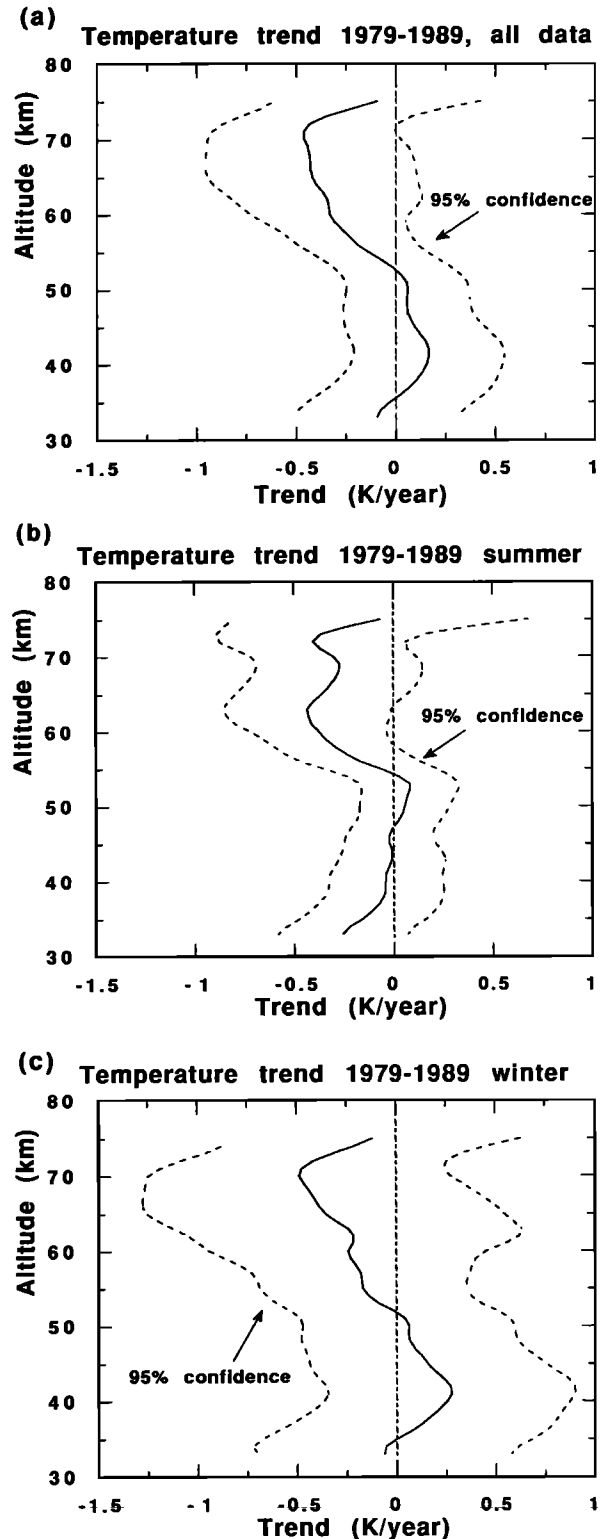 (a)
Temperature trend 1979-1989, all data
80
70
60
50
40
30
Altitude (km)
95% confidence
-1.5
-1
-0.5
0
0.5
1
Trend (K/year)
(b)
Temperature trend 1979-1989 summer
80
70
60
50
40
30
Altitude (km)
95% confidence
-1.5
-1
-0.5
0
0.5
1
Trend (K/year)
(c)
Temperature trend 1979-1989 winter
80
70
60
50
40
30
Altitude (km)
95% confidence
-1.5
-1
-0.5
0
0.5
1
Trend (K/year)